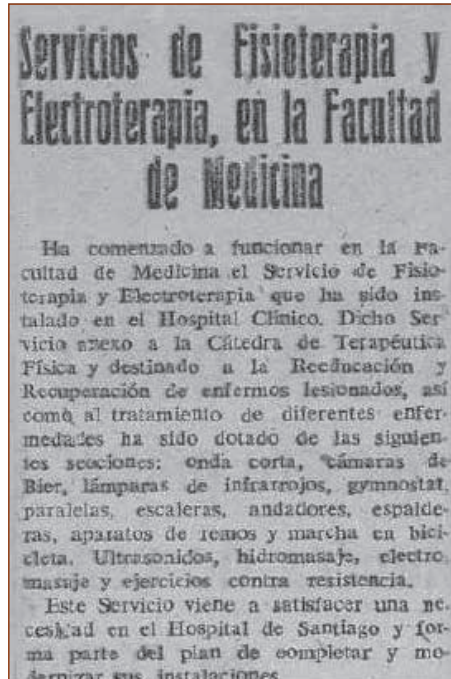 Servicios de Fisioterapia y
Electroterapia, en la Facultad
de Medicina
Ha comenzado a funcionar en la Fa-
cultad de Medicina el Servicio de Fisio-
terapia y Electroterapia que ha sido ins-
talado en el Hospital Clínico. Dicho Ser
vicio anexo a la Cátedra de Terapéutica
Física y destinado a la Reeducación y
Recuperación de enfermos lesionados, así
como al tratamiento de diferentes enfer-
medades ha sido dotado de las siguien-
tes secciones: onda corta, cámaras de
Bier, lámparas de infrarrojos, gymnostat,
paralelas, escaleras, andadores, espalde-
ras, aparatos de remos y marcha en bici-
cleta. Ultrasonidos, hidromasaje, electro
masaje y ejercicios contra resistencia.
Este Servicio viene a satisfacer una ne
cesidad en el Hospital de Santiago y for-
ma parte del plan de completar y mo-
dernizar sus instalaciones